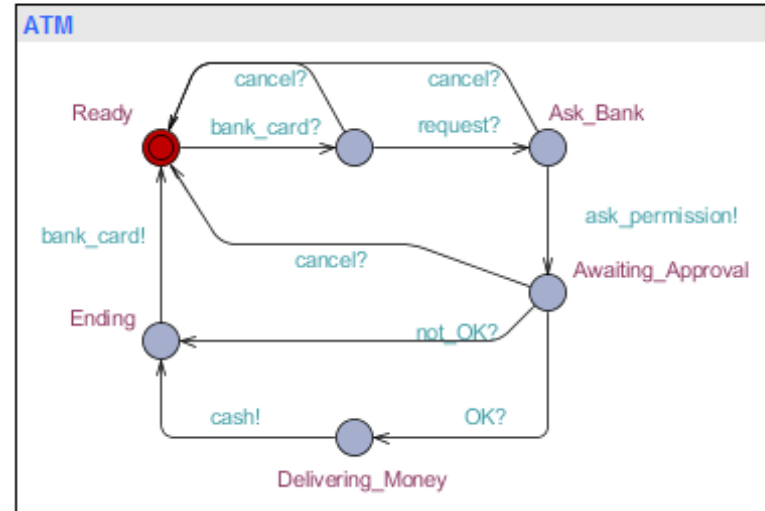 ATM
cancel?
cancel?
Ready
bank_card?
request?
Ask_Bank
ask_permission!
bank_card!
cancel?
Awaiting_Approval
Ending
not_OK?
cash!
OK?
Delivering_Money